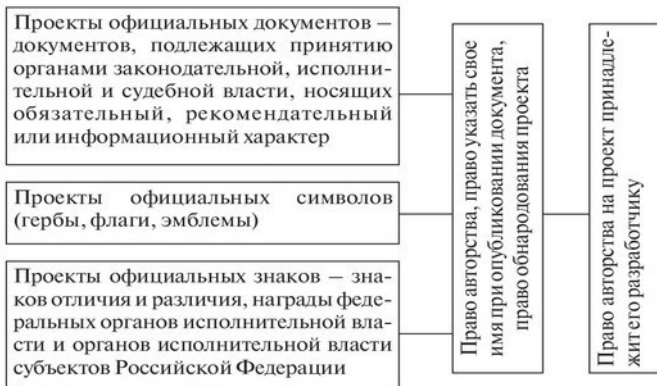 Проекты официальных документов –
документов, подлежащих принятию
органами законодательной, исполни-
тельной и судебной власти, носящих
обязательный, рекомендательный
или информационный характер
Проекты официальных символов
(гербы, флаги, эмблемы)
Проекты официальных знаков – зна-
ков отличия и различия, награды феде-
ральных органов исполнительной вла-
сти и органов исполнительной власти
субъектов Российской Федерации
Право авторства, право указать свое
имя при опубликовании документа,
право обнародования проекта
Право авторства на проект принадле-
жит его разработчику